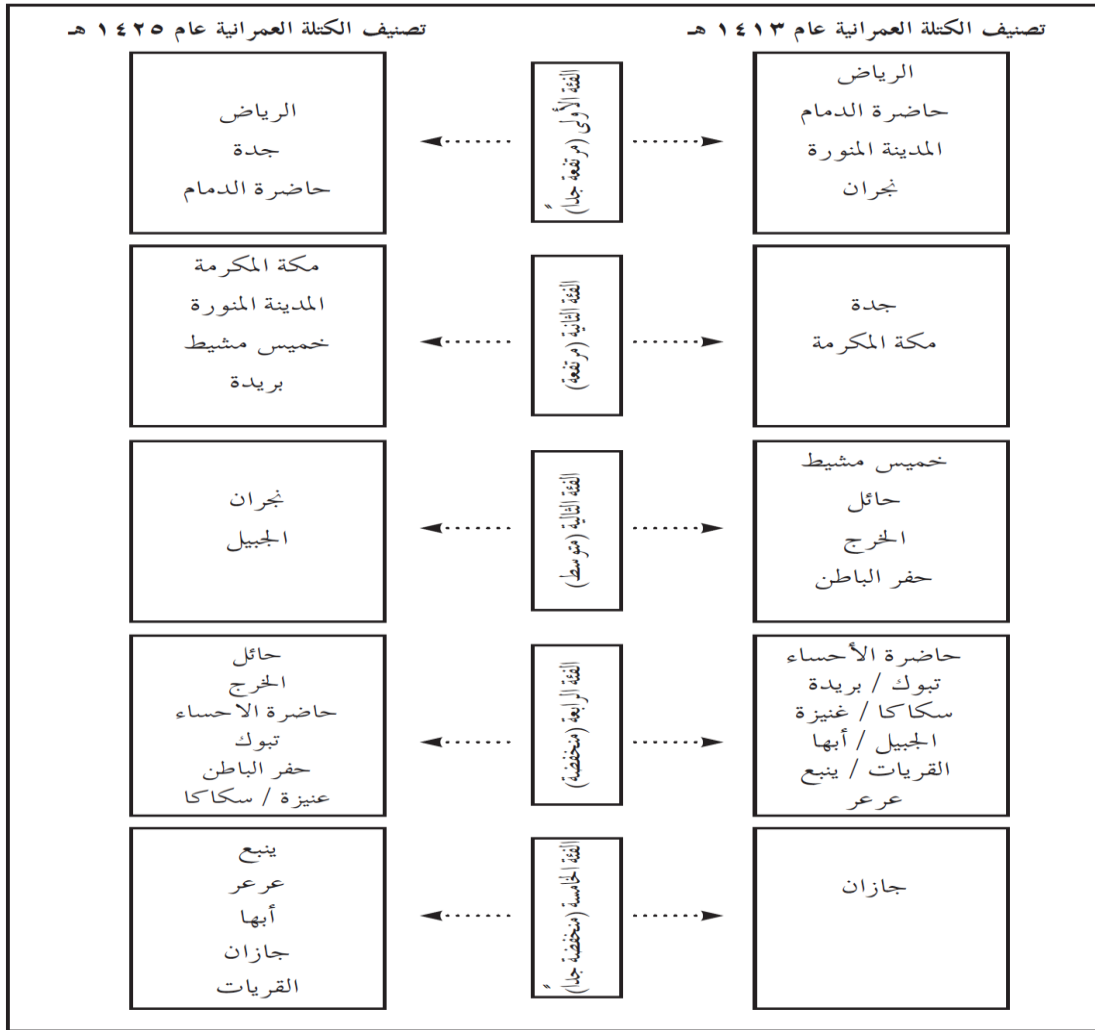 تصنيف الكتلة العمرانية عام ١٤١٣ هـ
تصنيف الكتلة العمرانية عام ١٤٢٥ هـ
الرياض
حاضرة الدمام
المدينة المنورة
نجران
الفئة الأولى (مرتفعة جداً)
الرياض
جدة
حاضرة الدمام
جدة
مكة المكرمة
الفئة الثانية (مرتفعة)
مكة المكرمة
المدينة المنورة
خميس مشيط
بريدة
خميس مشيط
حائل
الخرج
حفر الباطن
الفئة الثالية (متوسط)
نجران
الجبيل
حاضرة الأحساء
تبوك / بريدة
سكاكا / غنيزة
الجبيل / أبها
القريات / ينبع
عرعر
الفئة الرابعة (منخفضة)
حائل
الخرج
حاضرة الاحساء
تبوك
حفر الباطن
عنيزة / سكاكا
جازان
الفئة الخامسة (منخفضة جداً)
ينبع
عرعر
أبها
جازان
القريات